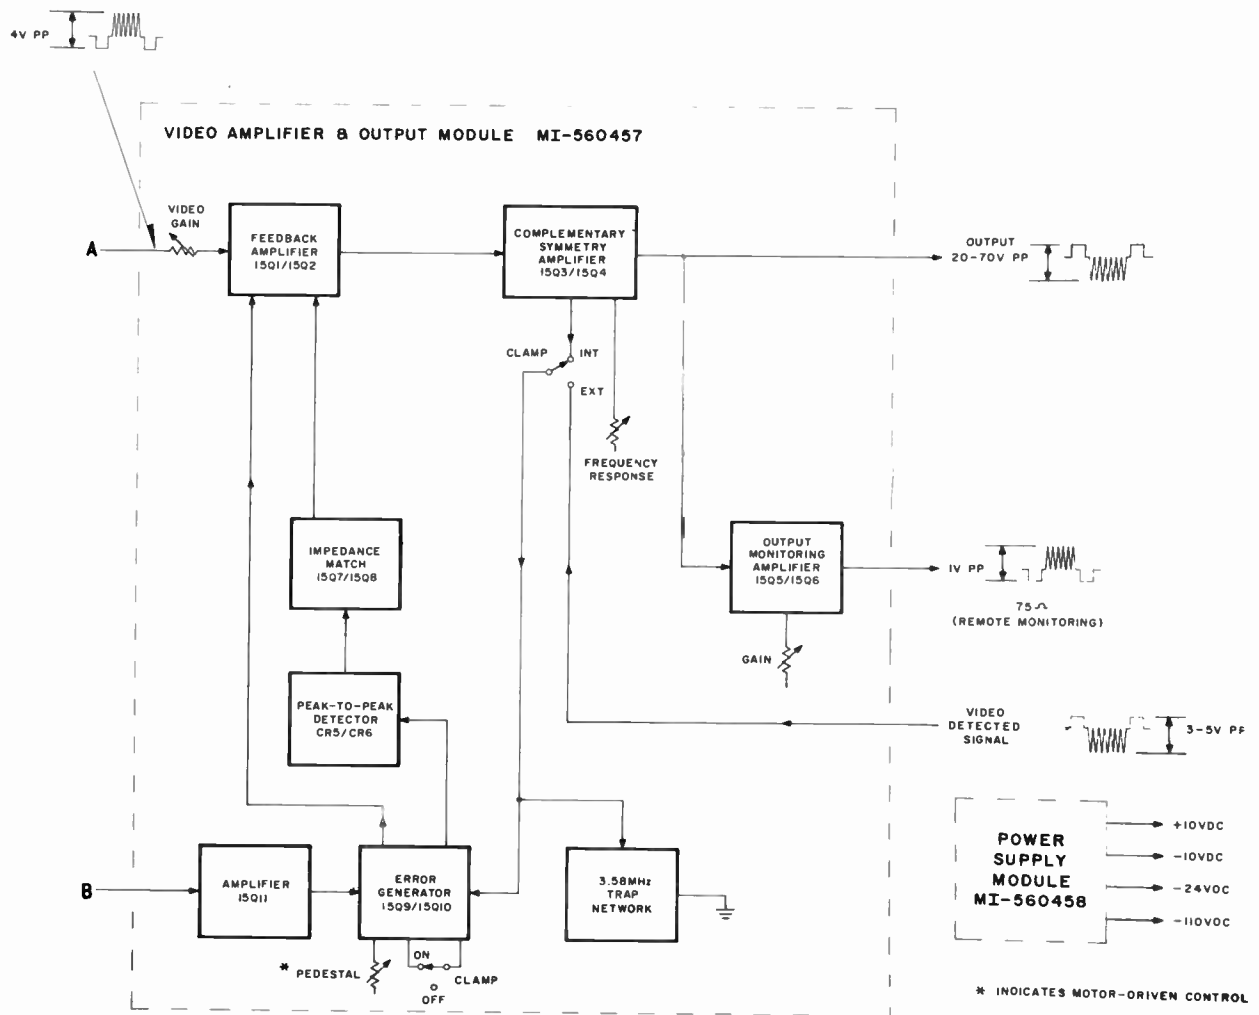 4V PP
VIDEO AMPLIFIER & OUTPUT MODULE MI-560457
VIDEO
GAIN
A
FEEDBACK
AMPLIFIER
15Q1/15Q2
COMPLEMENTARY
SYMMETRY
AMPLIFIER
15Q3/15Q4
OUTPUT
20-70V PP
CLAMP
INT
EXT
FREQUENCY
RESPONSE
IMPEDANCE
MATCH
15Q7/15Q8
OUTPUT
MONITORING
AMPLIFIER
15Q5/15Q6
1V PP
75Ω
(REMOTE MONITORING)
GAIN
PEAK-TO-PEAK
DETECTOR
CR5/CR6
VIDEO
DETECTED
SIGNAL
3-5V PP
B
AMPLIFIER
15Q11
ERROR
GENERATOR
15Q9/15Q10
3.58MHz
TRAP
NETWORK
POWER
SUPPLY
MODULE
MI-560458
+10VDC
-10VDC
-24VDC
-110VDC
* PEDESTAL
ON
OFF
CLAMP
* INDICATES MOTOR-DRIVEN CONTROL